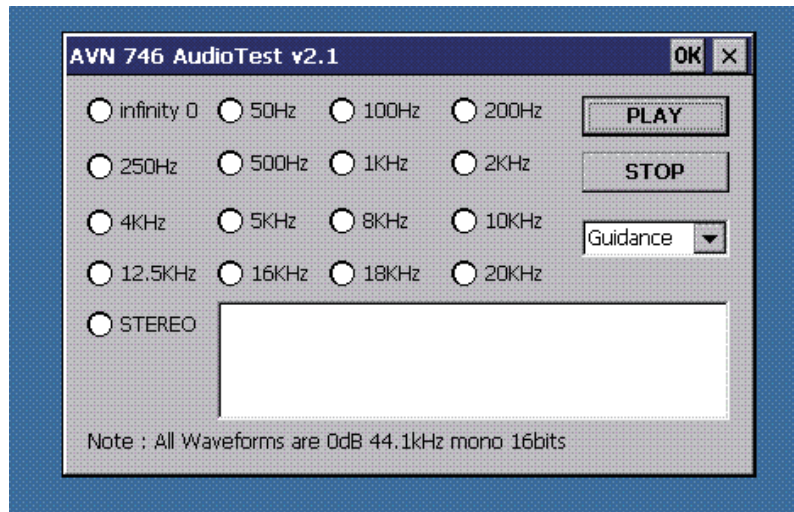 AVN 746 AudioTest v2.1 OK ×
infinity 0 50Hz 100Hz 200Hz PLAY
250Hz 500Hz 1KHz 2KHz STOP
4KHz 5KHz 8KHz 10KHz Guidance
12.5KHz 16KHz 18KHz 20KHz
STEREO
Note : All Waveforms are 0dB 44.1kHz mono 16bits